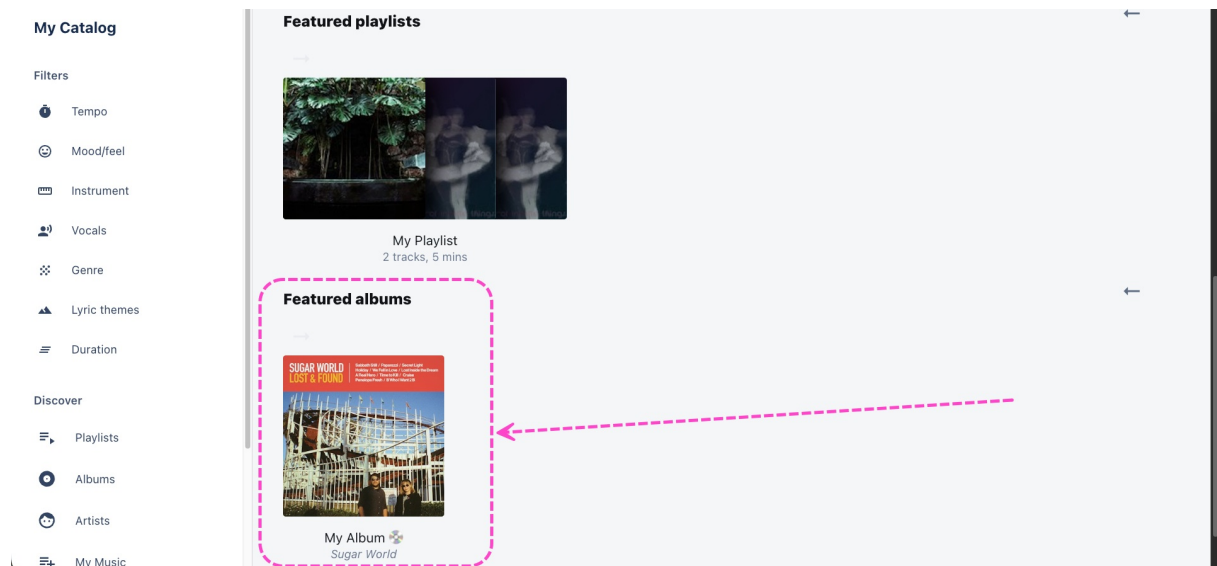 My Catalog
Filters
Tempo
Mood/feel
Instrument
Vocals
Genre
Lyric themes
Duration
Discover
Playlists
Albums
Artists
My Music
Featured playlists
My Playlist
2 tracks, 5 mins
Featured albums
SUGAR WORLD
LOST & FOUND
My Album
Sugar World